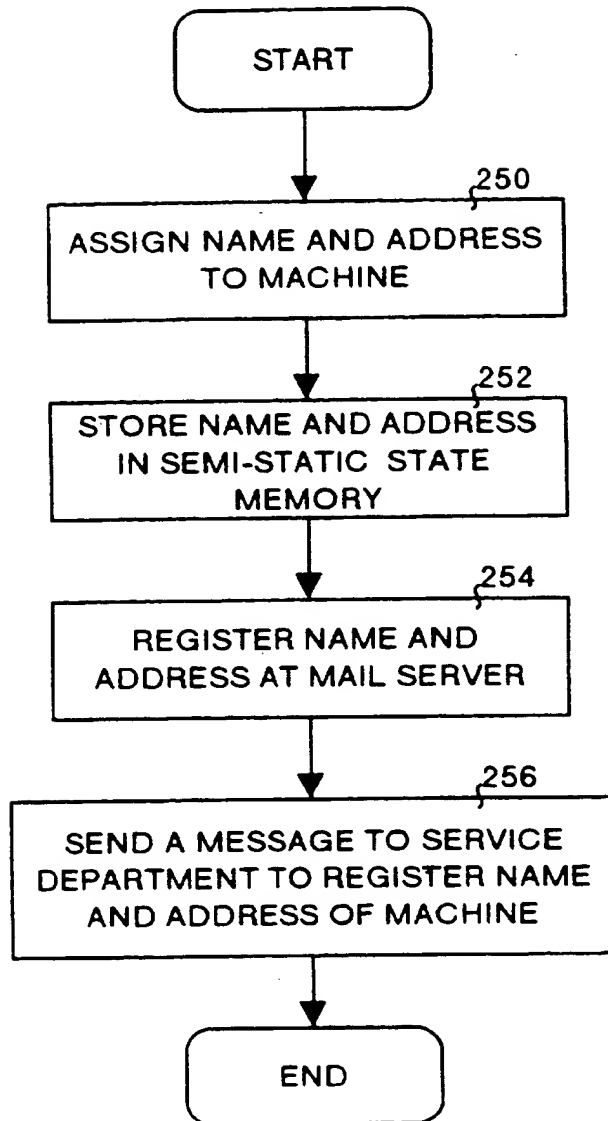 START
250
ASSIGN NAME AND ADDRESS
TO MACHINE
252
STORE NAME AND ADDRESS
IN SEMI-STATIC STATE
MEMORY
254
REGISTER NAME AND
ADDRESS AT MAIL SERVER
256
SEND A MESSAGE TO SERVICE
DEPARTMENT TO REGISTER NAME
AND ADDRESS OF MACHINE
END